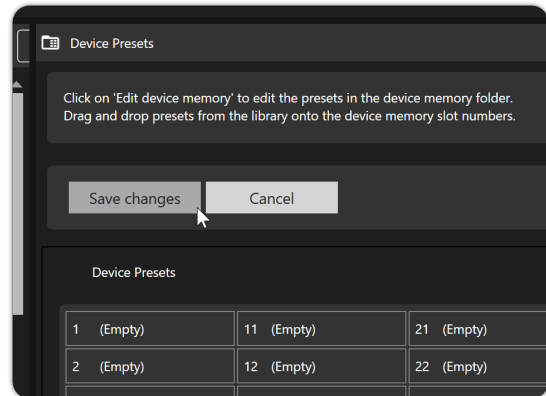 Device Presets
Click on 'Edit device memory' to edit the presets in the device memory folder.
Drag and drop presets from the library onto the device memory slot numbers.
Save changes Cancel
Device Presets
1 (Empty) 11 (Empty) 21 (Empty)
2 (Empty) 12 (Empty) 22 (Empty)